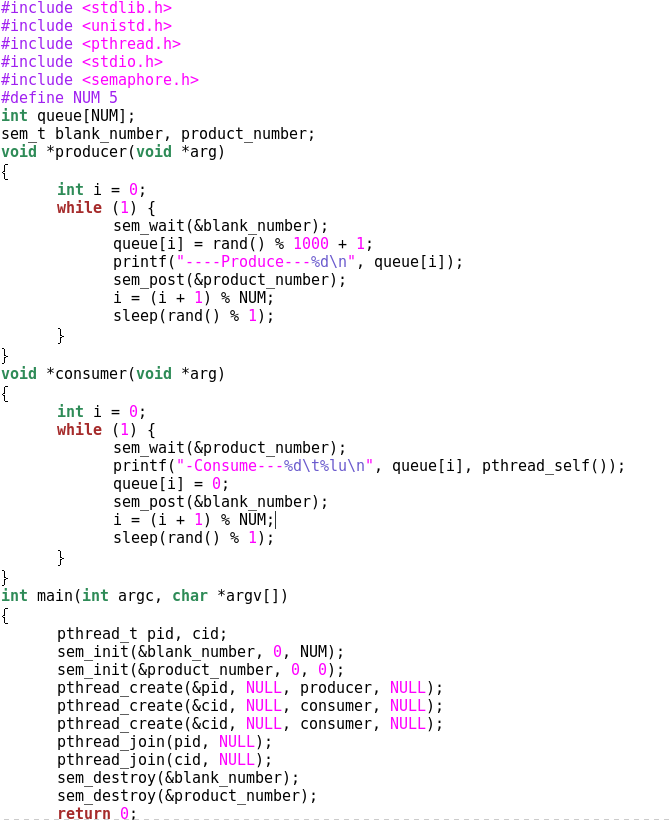 #include <stdlib.h>
#include <unistd.h>
#include <pthread.h>
#include <stdio.h>
#include <semaphore.h>
#define NUM 5
int queue[NUM];
sem_t blank_number, product_number;
void *producer(void *arg)
{
int i = 0;
while (1) {
sem_wait(&blank_number);
queue[i] = rand() % 1000 + 1;
printf("----Produce---%d\n", queue[i]);
sem_post(&product_number);
i = (i + 1) % NUM;
sleep(rand() % 1);
}
}
void *consumer(void *arg)
{
int i = 0;
while (1) {
sem_wait(&product_number);
printf("-Consume---%d\t%lu\n", queue[i], pthread_self());
queue[i] = 0;
sem_post(&blank_number);
i = (i + 1) % NUM;
sleep(rand() % 1);
}
}
int main(int argc, char *argv[])
{
pthread_t pid, cid;
sem_init(&blank_number, 0, NUM);
sem_init(&product_number, 0, 0);
pthread_create(&pid, NULL, producer, NULL);
pthread_create(&cid, NULL, consumer, NULL);
pthread_create(&cid, NULL, consumer, NULL);
pthread_join(pid, NULL);
pthread_join(cid, NULL);
sem_destroy(&blank_number);
sem_destroy(&product_number);
return 0;